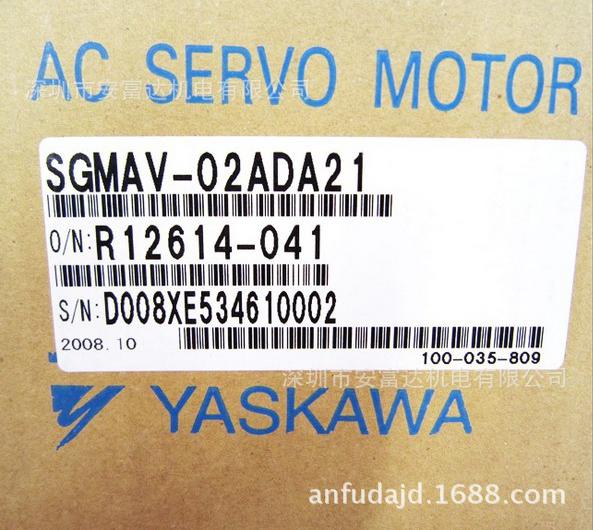 AC SERVO MOTOR
深圳市安富达机电有限公司
SGMAV-02ADA21
O/N: R12614-041
S/N: D008XE534610002
2008.10
100-035-809
深圳市安富达机电有限公司
YASKAWA
anfudajd.1688.com